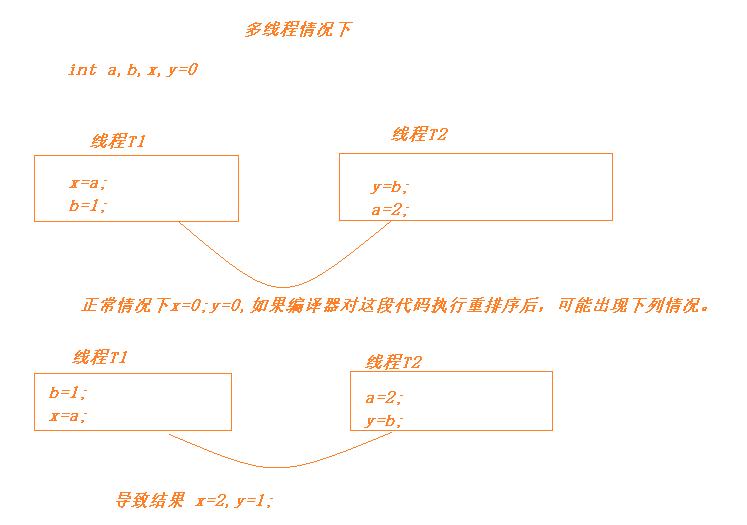 多线程情况下
int a,b,x,y=0
线程T1
线程T2
x=a;
b=1;
y=b;
a=2;
正常情况下x=0;y=0,如果编译器对这段代码执行重排序后，可能出现下列情况。
线程T1
线程T2
b=1;
x=a;
a=2;
y=b;
导致结果 x=2,y=1;